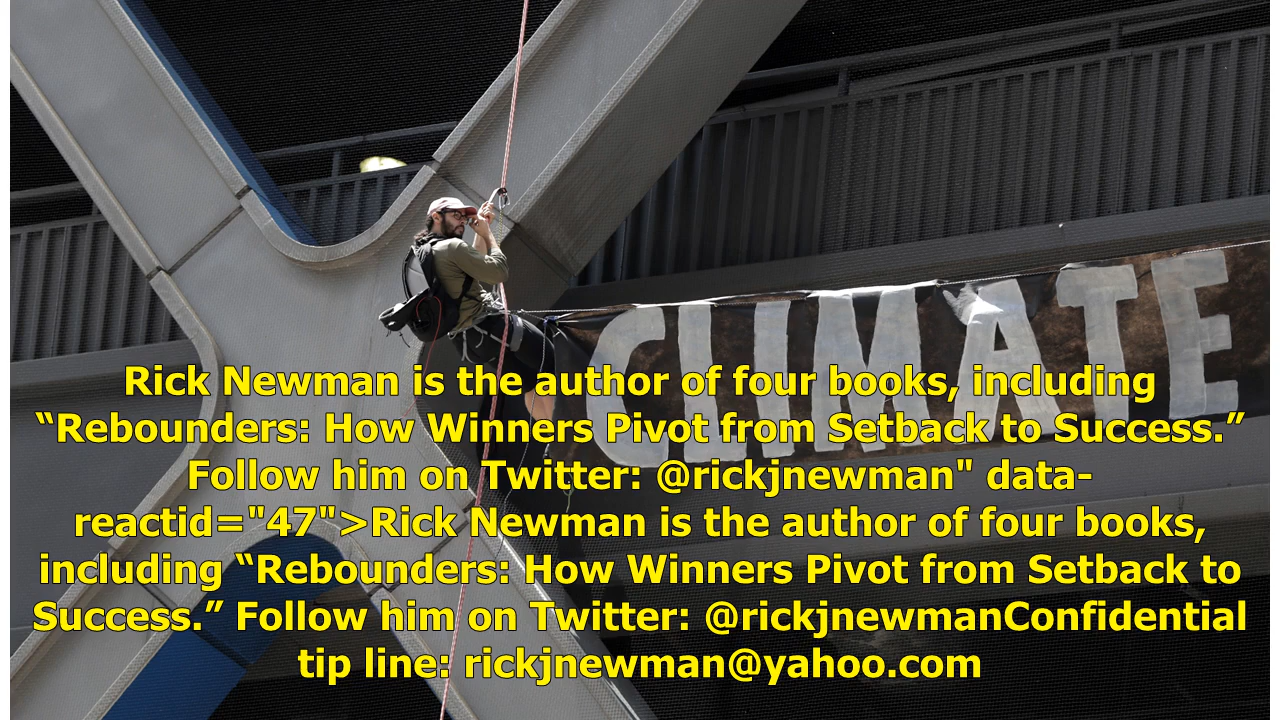 CLIMATE
Rick Newman is the author of four books, including
“Rebounders: How Winners Pivot from Setback to Success.”
Follow him on Twitter: @rickjnewman" data-
reactid="47">Rick Newman is the author of four books,
including “Rebounders: How Winners Pivot from Setback to
Success.” Follow him on Twitter: @rickjnewmanConfidential
tip line: rickjnewman@yahoo.com